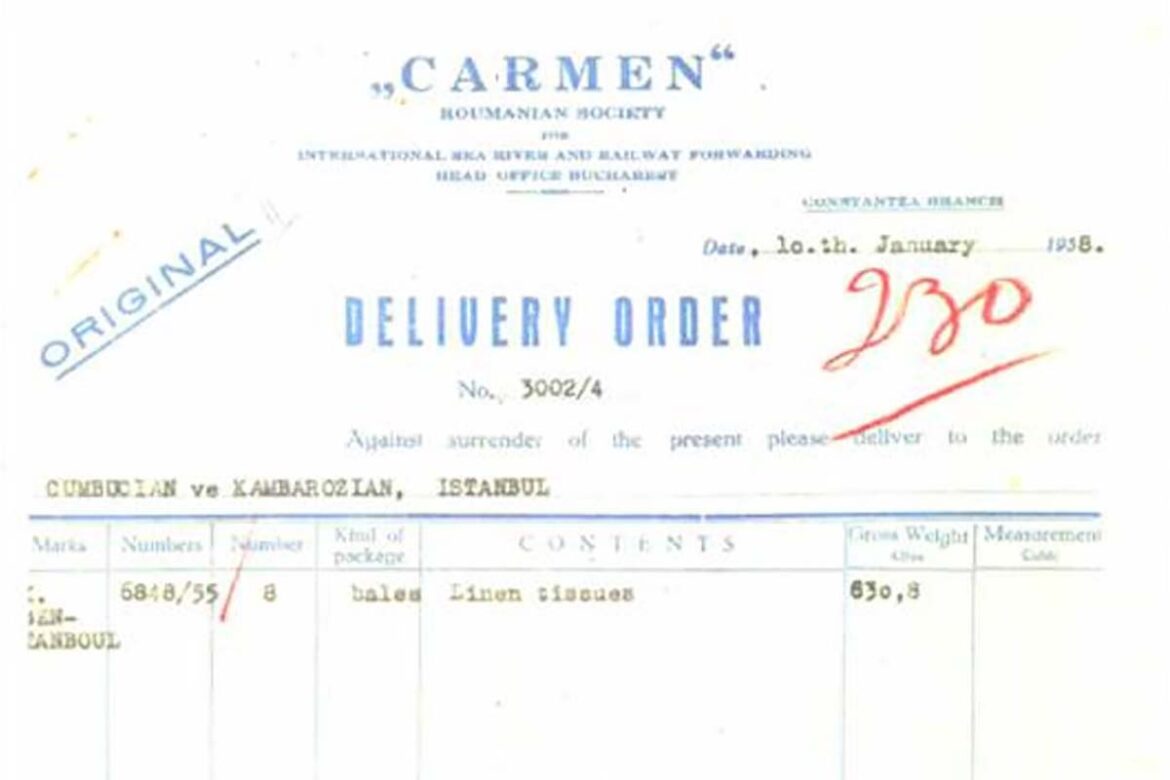 „CARMEN“
ROUMANIAN SOCIETY
FOR
INTERNATIONAL SEA RIVER AND RAILWAY FORWARDING
HEAD OFFICE BUCHAREST
CONSTANTZA BRANCH
ORIGINAL
Date, 1o.th. January 1938.
DELIVERY ORDER
230
No. 3002/4
Against surrender of the present please deliver to the order
CUMBUCIAN ve KAMBAROZIAN, ISTANBUL
Marks Numbers Number Kind of package CONTENTS Gross Weight Measurement
6848/55 8 bales Linen tissues 63o,8